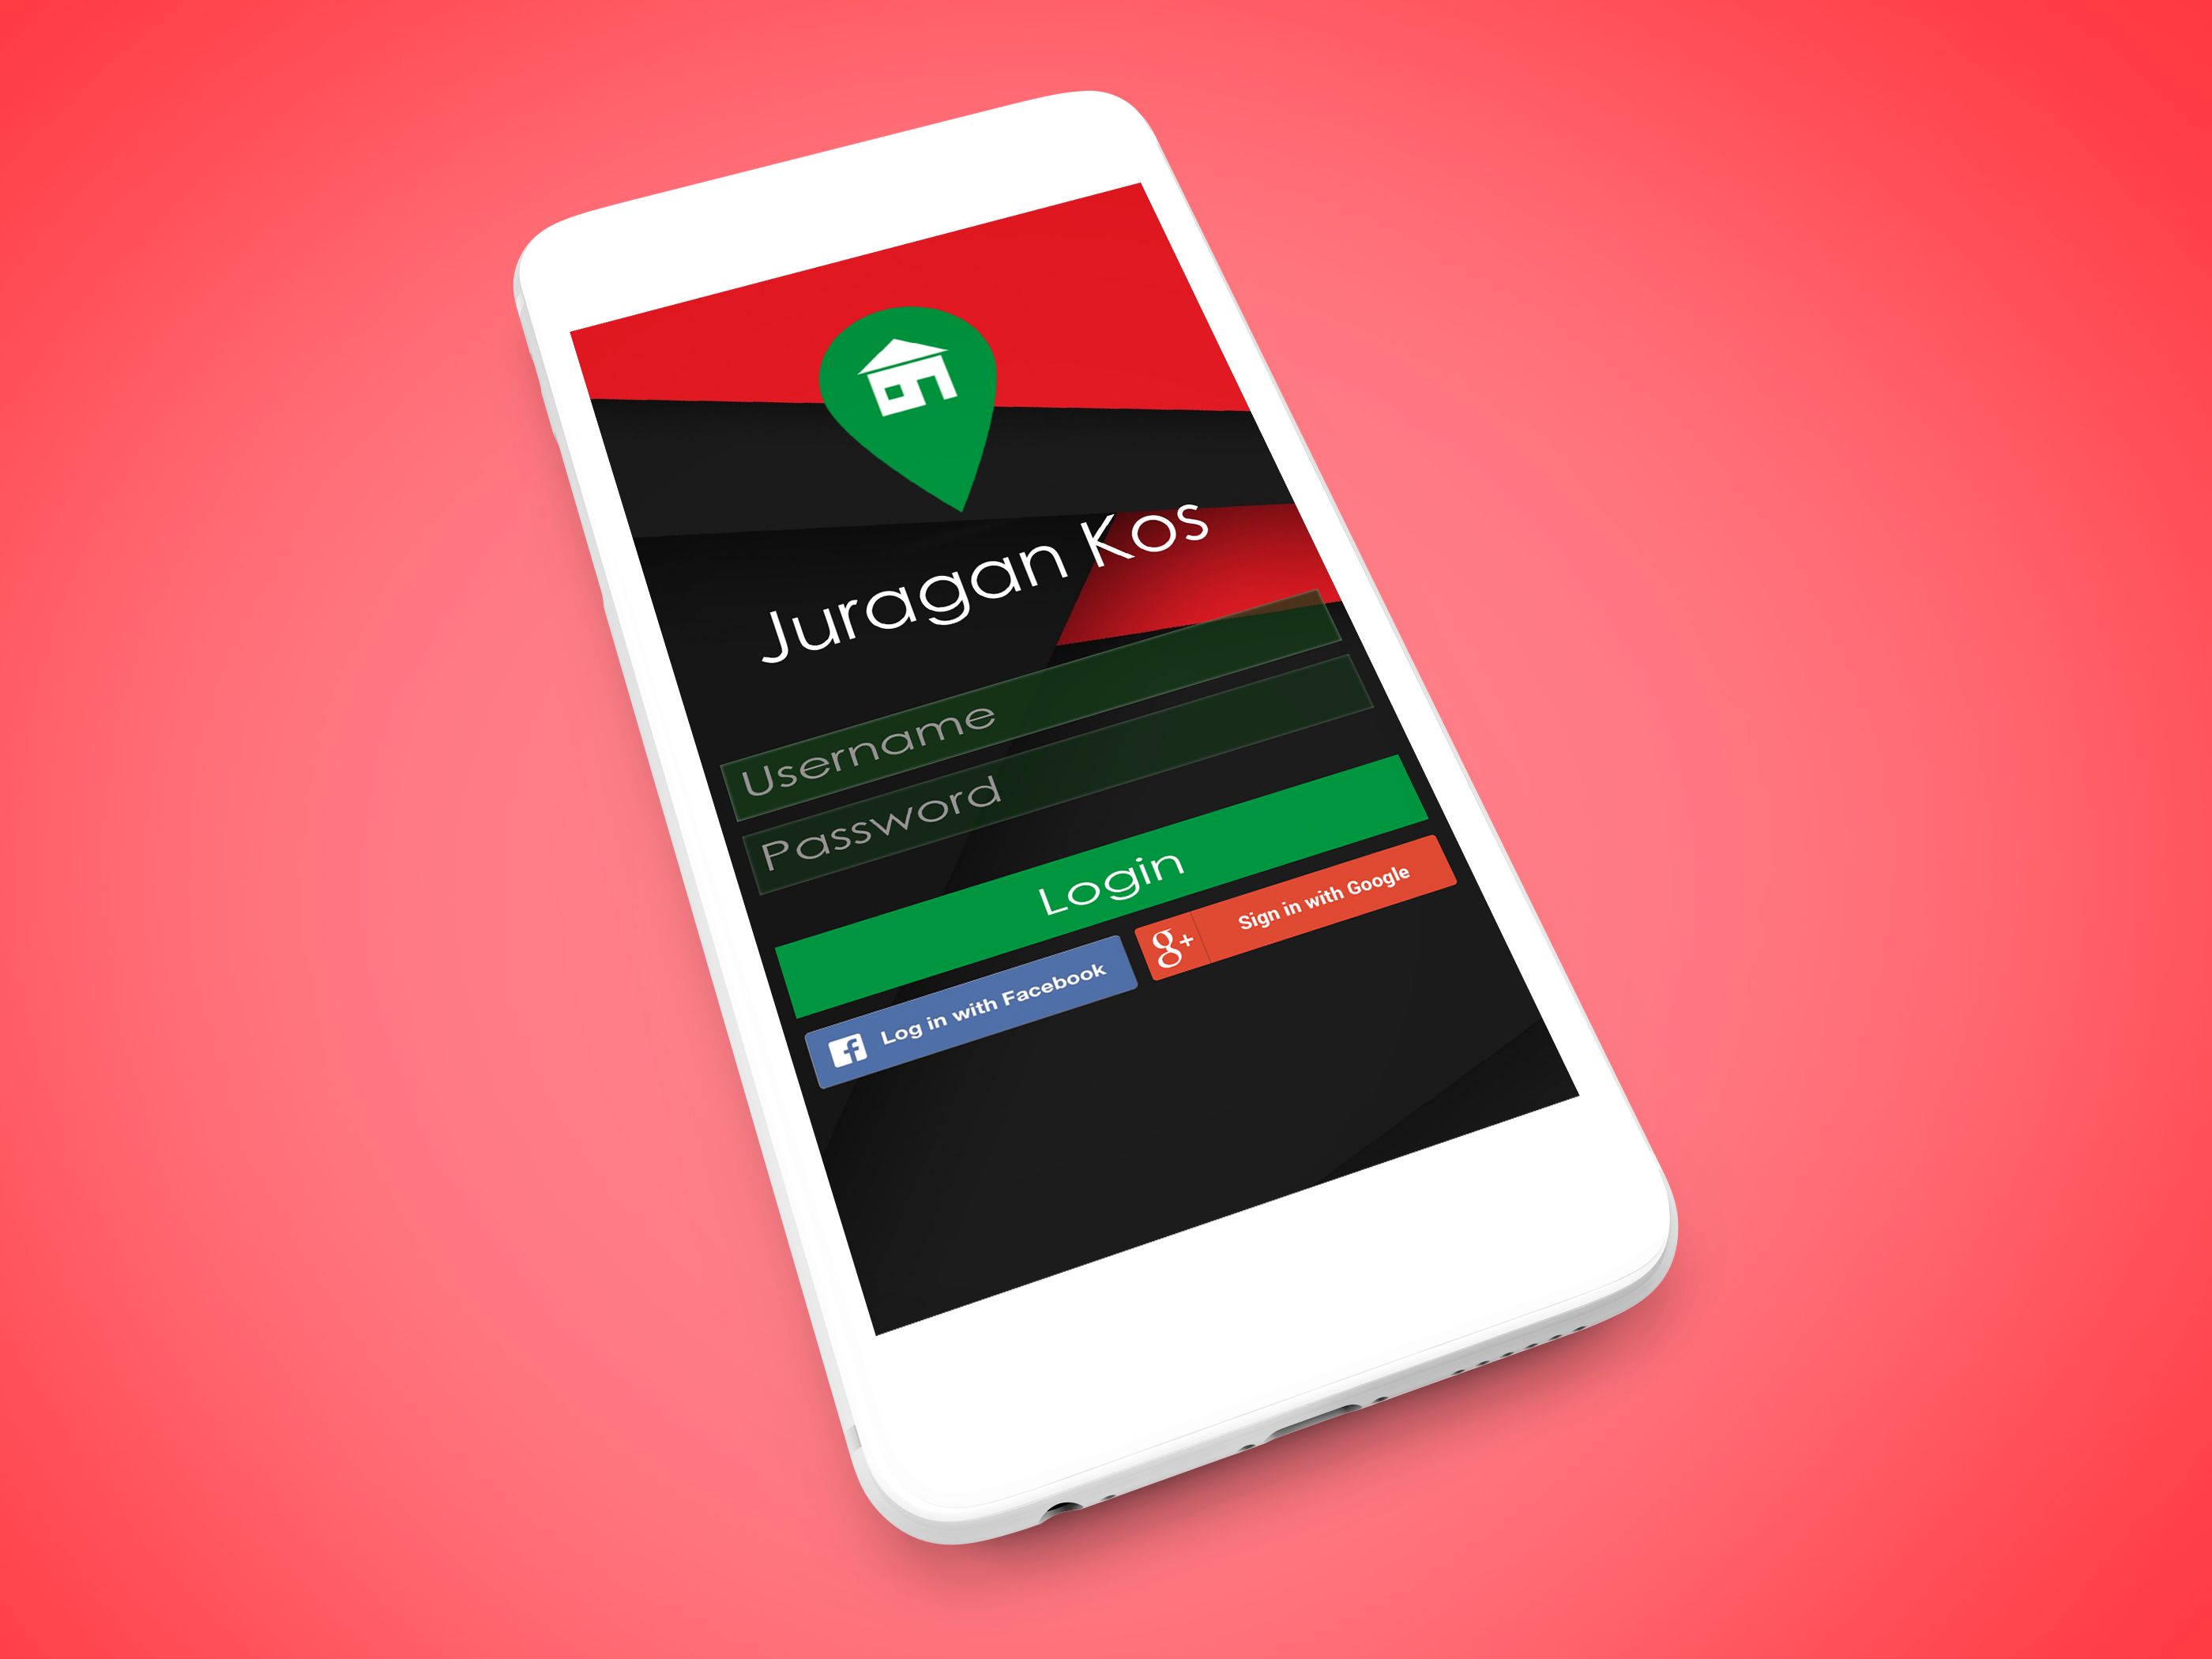 Juragan Kos
Username
Password
Login
f Log in with Facebook
g+ Sign in with Google